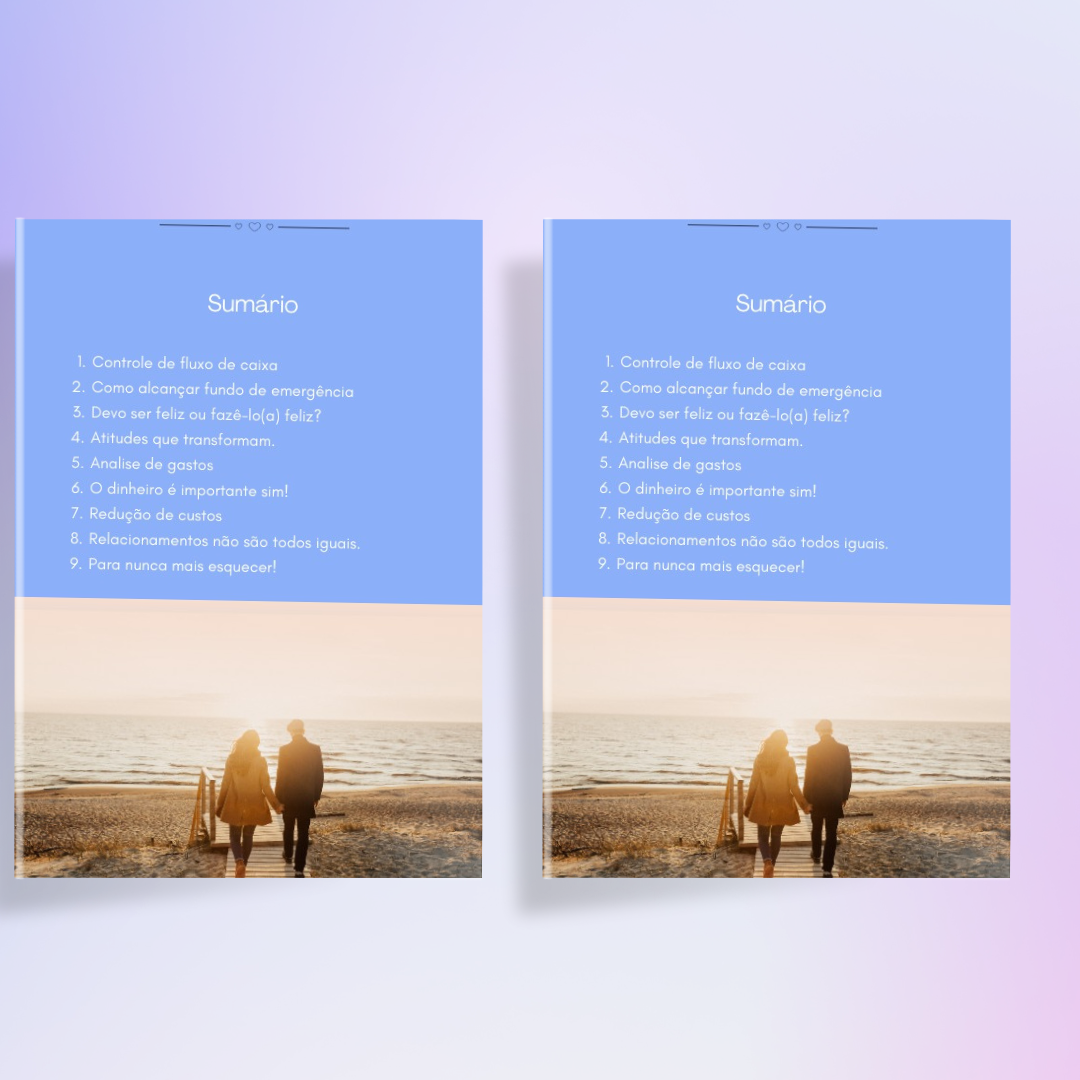 Sumário
1. Controle de fluxo de caixa
2. Como alcançar fundo de emergência
3. Devo ser feliz ou fazê-lo(a) feliz?
4. Atitudes que transformam.
5. Analise de gastos
6. O dinheiro é importante sim!
7. Redução de custos
8. Relacionamentos não são todos iguais.
9. Para nunca mais esquecer!
Sumário
1. Controle de fluxo de caixa
2. Como alcançar fundo de emergência
3. Devo ser feliz ou fazê-lo(a) feliz?
4. Atitudes que transformam.
5. Analise de gastos
6. O dinheiro é importante sim!
7. Redução de custos
8. Relacionamentos não são todos iguais.
9. Para nunca mais esquecer!